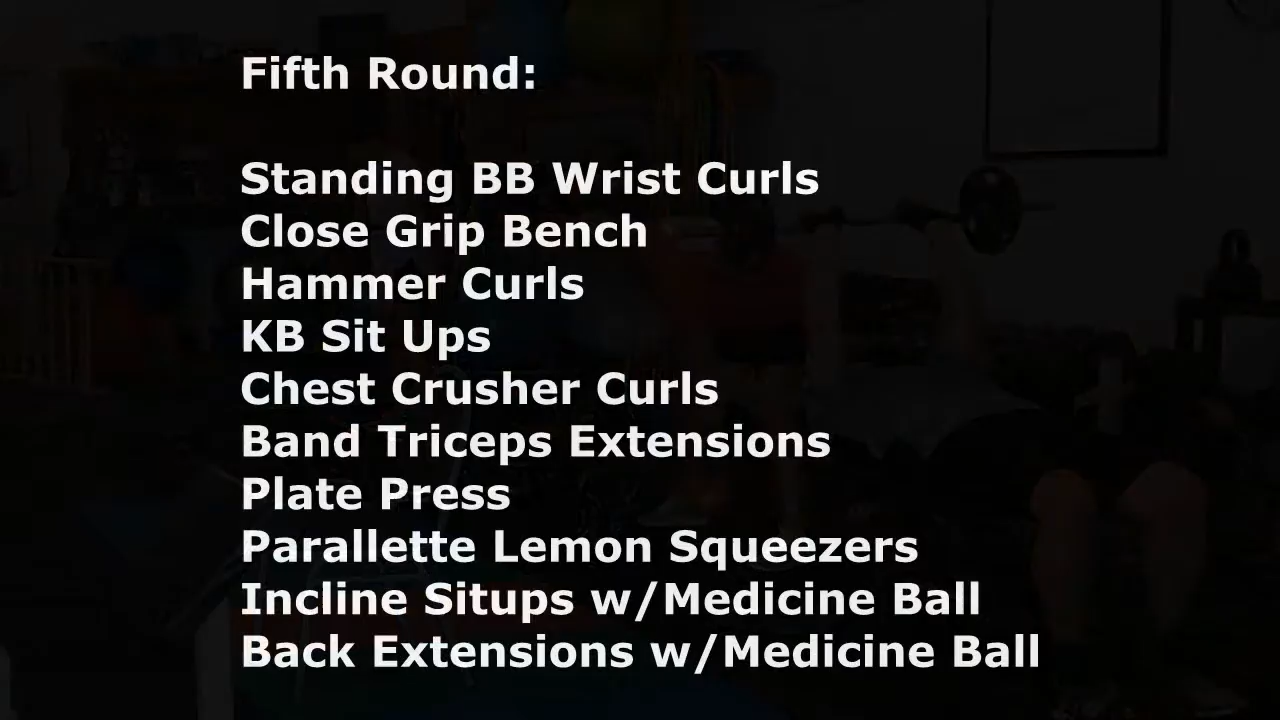 Fifth Round:
Standing BB Wrist Curls
Close Grip Bench
Hammer Curls
KB Sit Ups
Chest Crusher Curls
Band Triceps Extensions
Plate Press
Parallette Lemon Squeezers
Incline Situps w/Medicine Ball
Back Extensions w/Medicine Ball